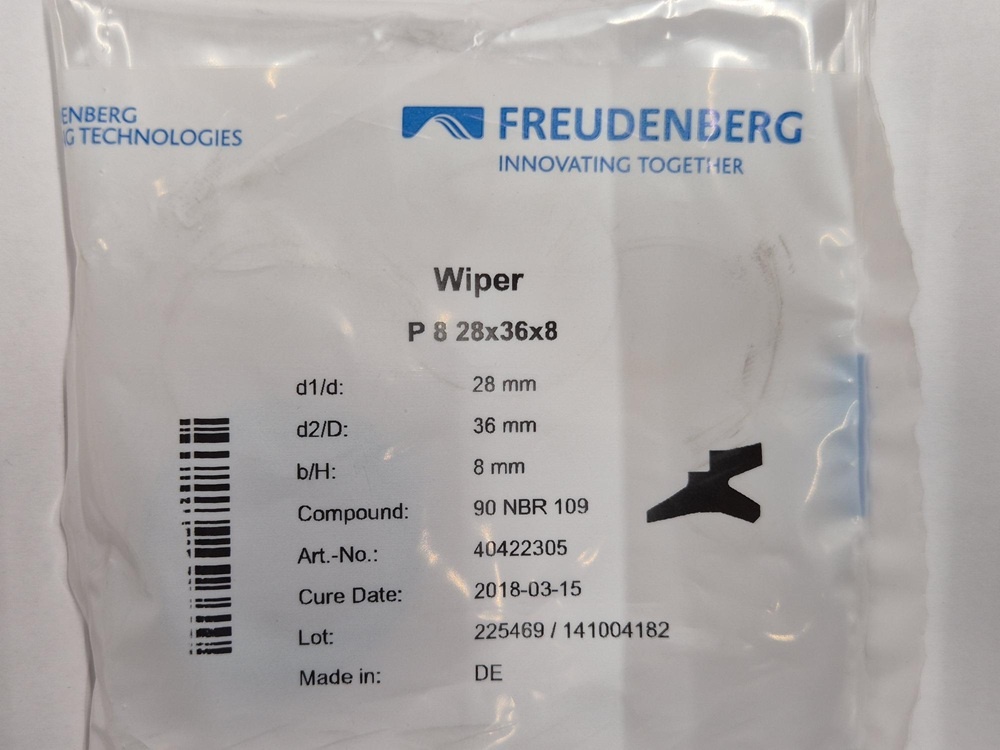 ENBERG
G TECHNOLOGIES
FREUDENBERG
INNOVATING TOGETHER
Wiper
P 8 28x36x8
d1/d: 28 mm
d2/D: 36 mm
b/H: 8 mm
Compound: 90 NBR 109
Art.-No.: 40422305
Cure Date: 2018-03-15
Lot: 225469 / 141004182
Made in: DE